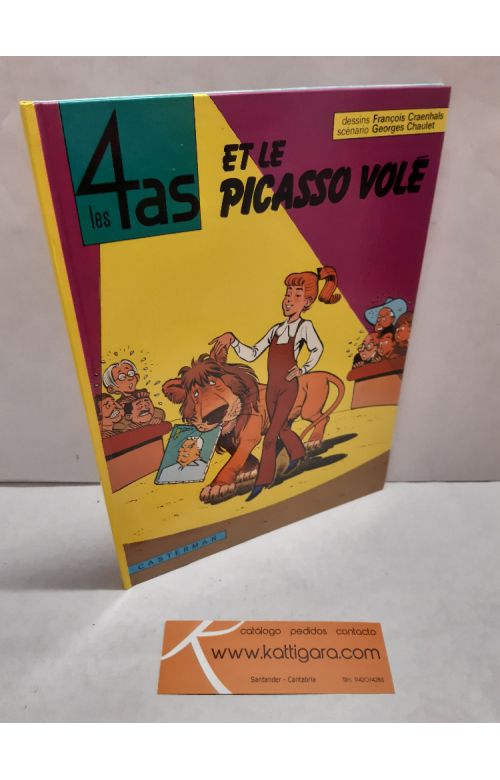 les 4 as
ET LE
PICASSO VOLÉ
dessins François Craenhals
scénario Georges Chaulet
CASTERMAN
catálogo pedidos contacto
www.kattigara.com
Santander - Cantabria